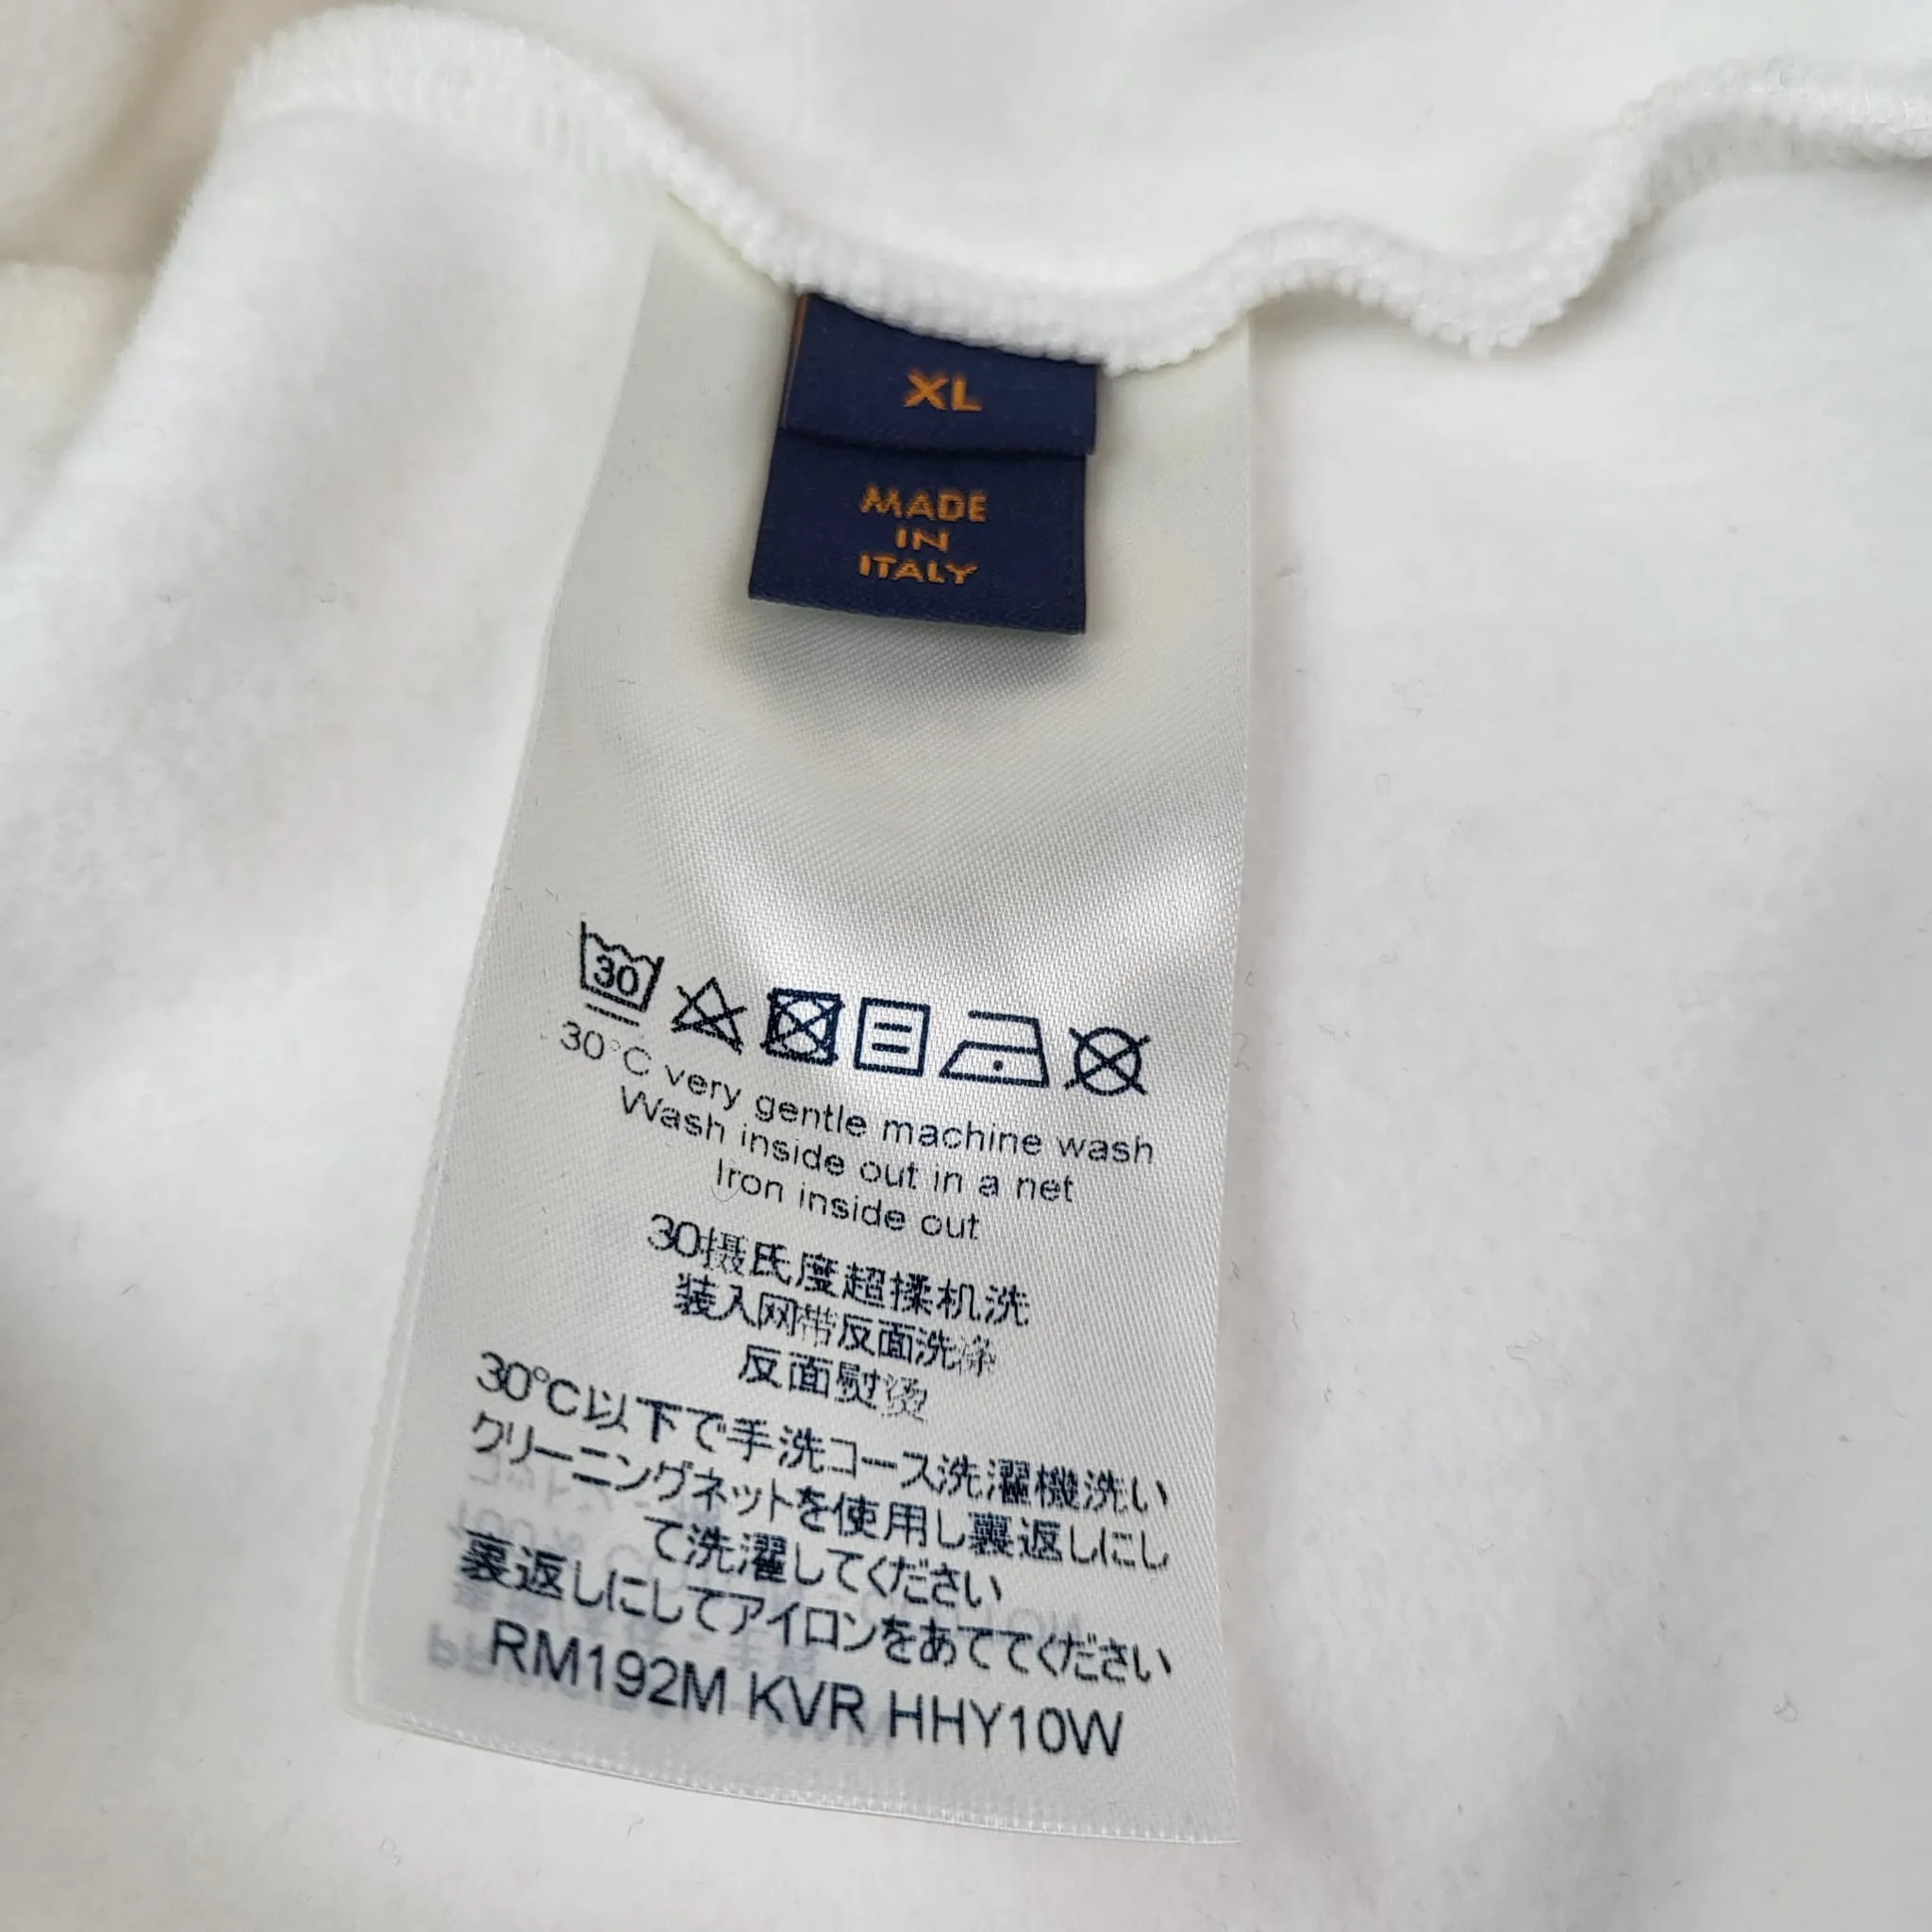 XL
MADE
IN
ITALY
30
30°C very gentle machine wash
Wash inside out in a net
Iron inside out
30摄氏度超揉机洗
装入网带反面洗净
反面熨烫
30°C以下で手洗コース洗濯機洗い
クリーニングネットを使用し裏返しにし
て洗濯してください
裏返しにしてアイロンをあててください
RM192M KVR HHY10W